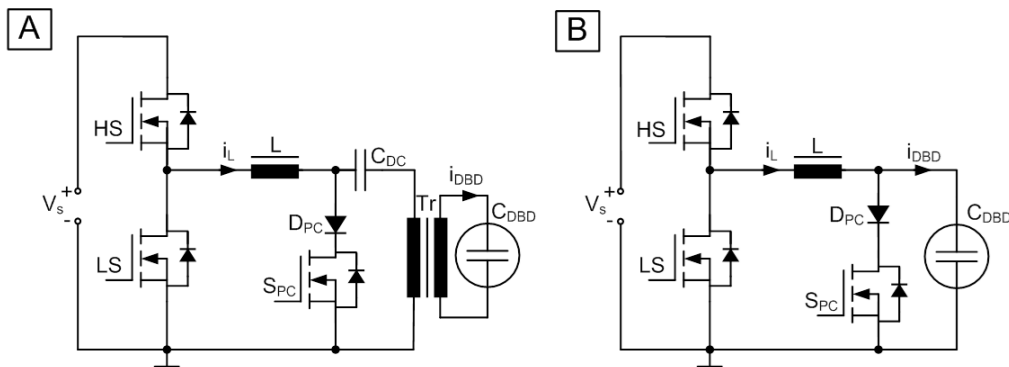 A
B
HS
i_L
L
C_DC
i_DBD
V_s
+
-
Tr
C_DBD
D_PC
LS
S_PC
HS
i_L
L
i_DBD
V_s
+
-
D_PC
C_DBD
LS
S_PC